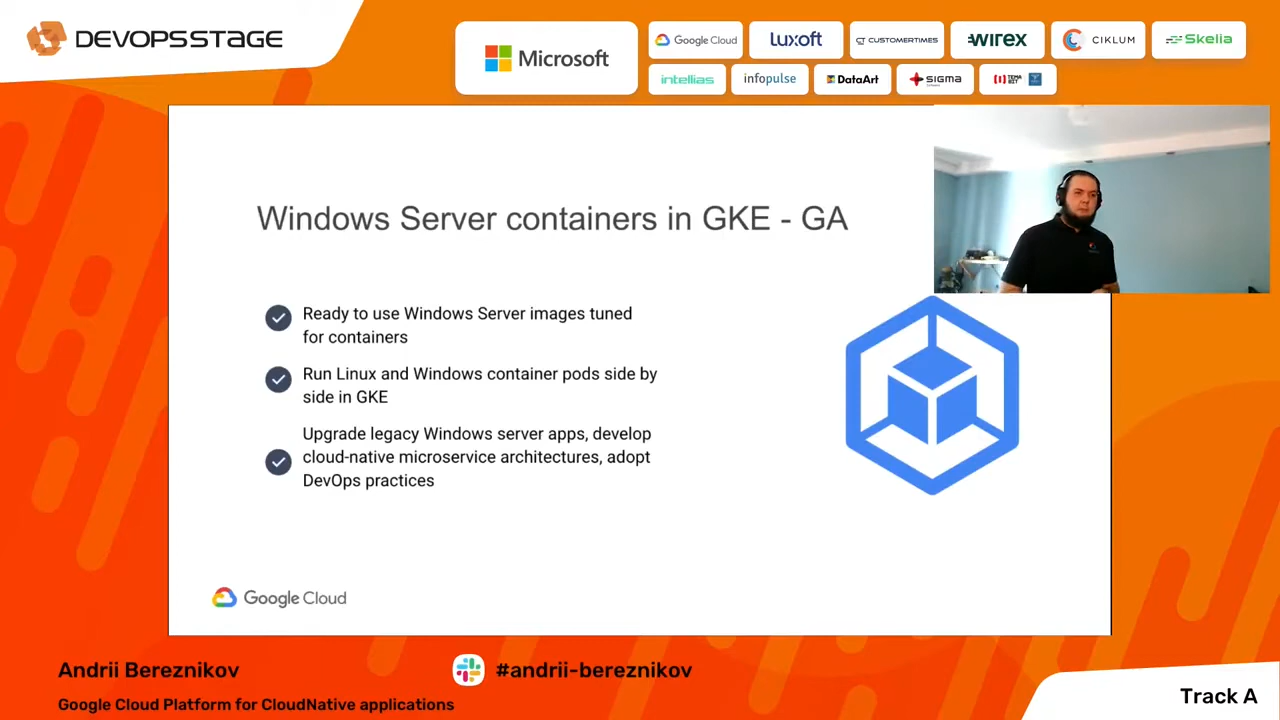 DEVOPSSTAGE
Microsoft
Google Cloud
Luxoft
CUSTOMERTIMES
WIREX
CIKLUM
Skelia
intellias
infopulse
DataArt
SIGMA
Windows Server containers in GKE - GA
Ready to use Windows Server images tuned
for containers
Run Linux and Windows container pods side by
side in GKE
Upgrade legacy Windows server apps, develop
cloud-native microservice architectures, adopt
DevOps practices
Google Cloud
Andrii Bereznikov
#andrii-bereznikov
Google Cloud Platform for CloudNative applications
Track A